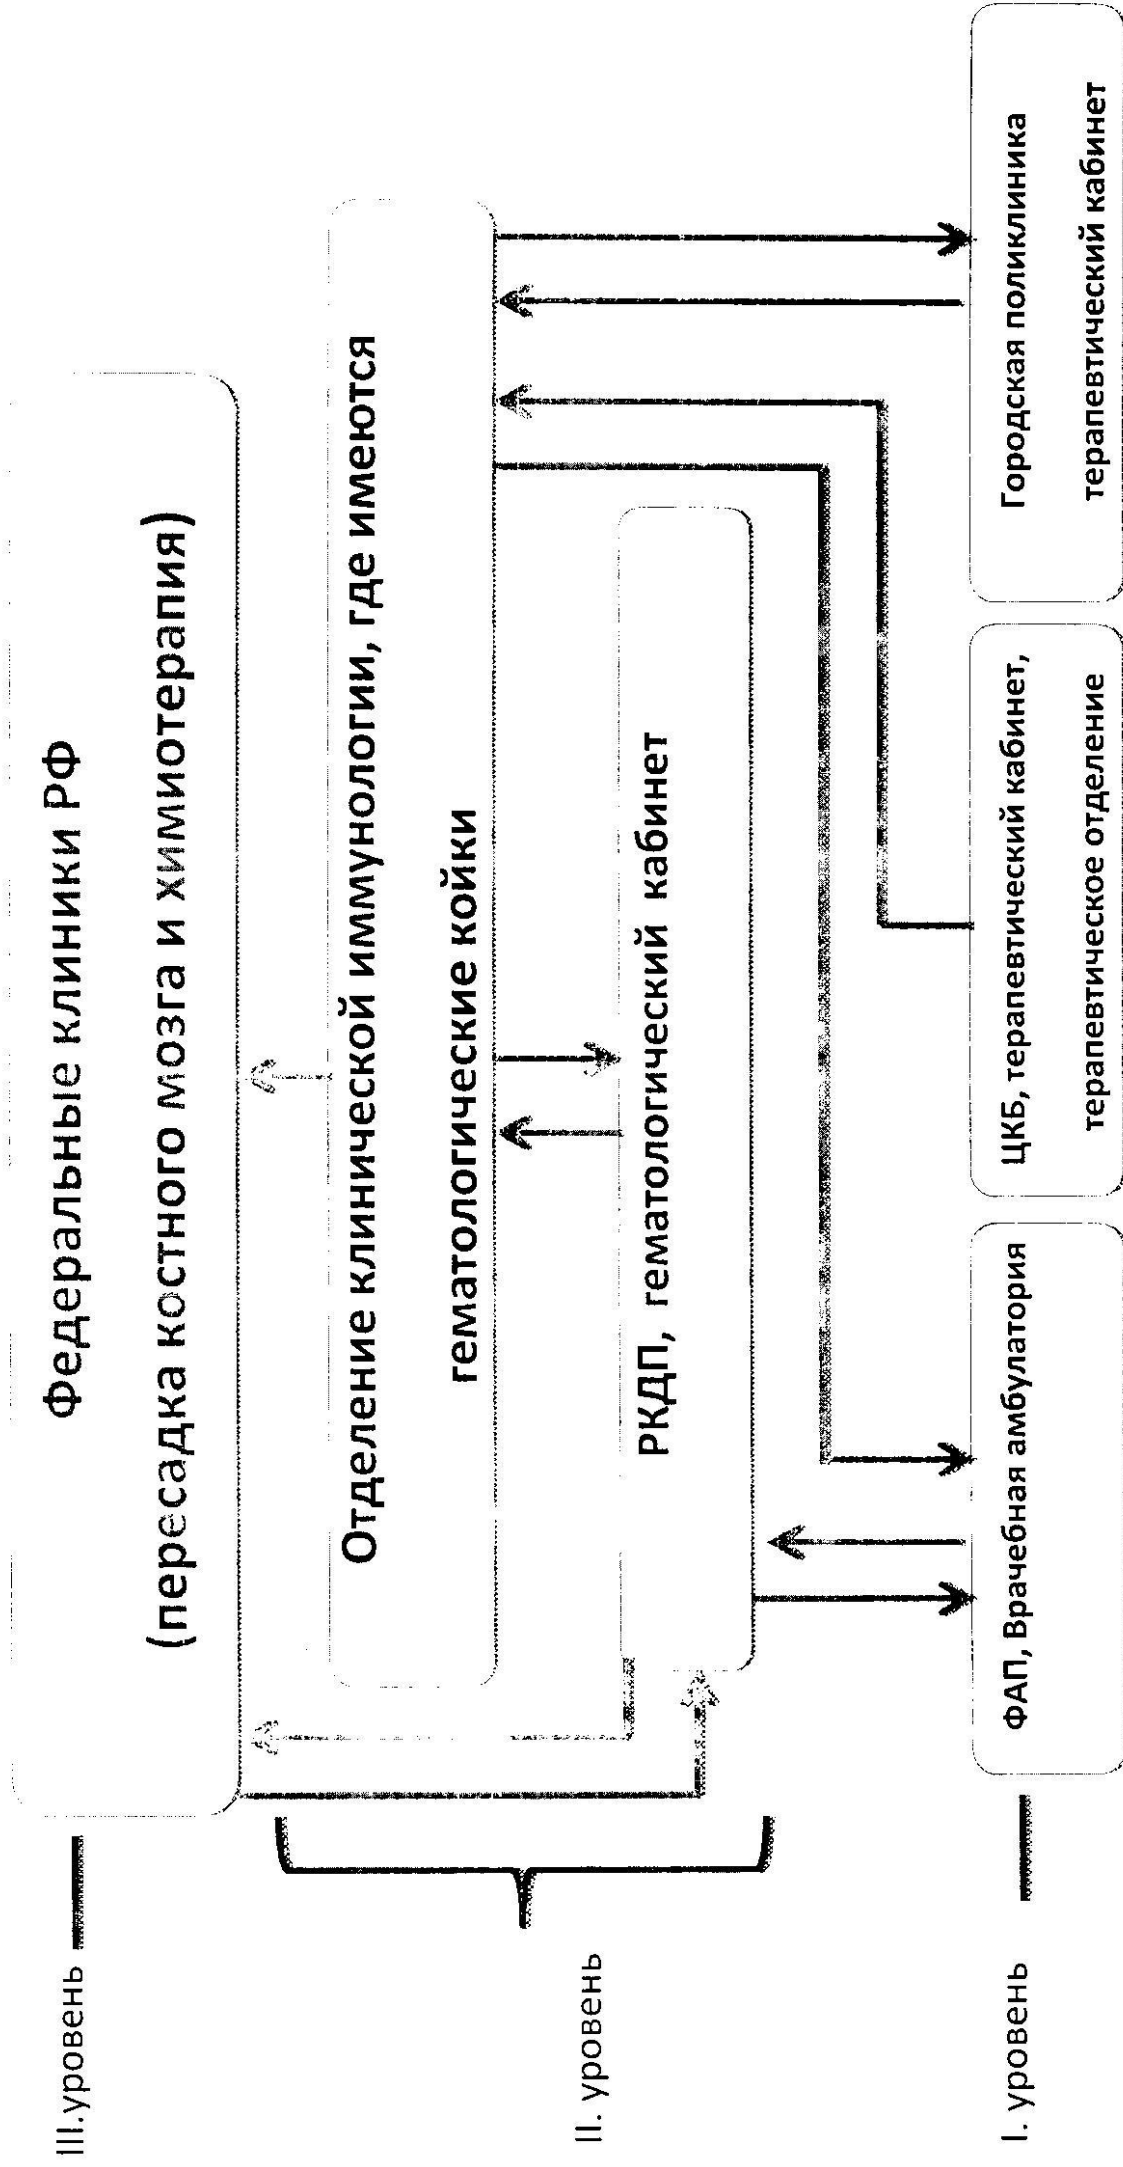 III.уровень
Федеральные клиники РФ
(пересадка костного мозга и химиотерапия)
II. уровень
Отделение клинической иммунологии, где имеются
гематологические койки
РКДП, гематологический кабинет
I. уровень
ФАП, Врачебная амбулатория
ЦКБ, терапевтический кабинет,
терапевтическое отделение
Городская поликлиника
терапевтический кабинет